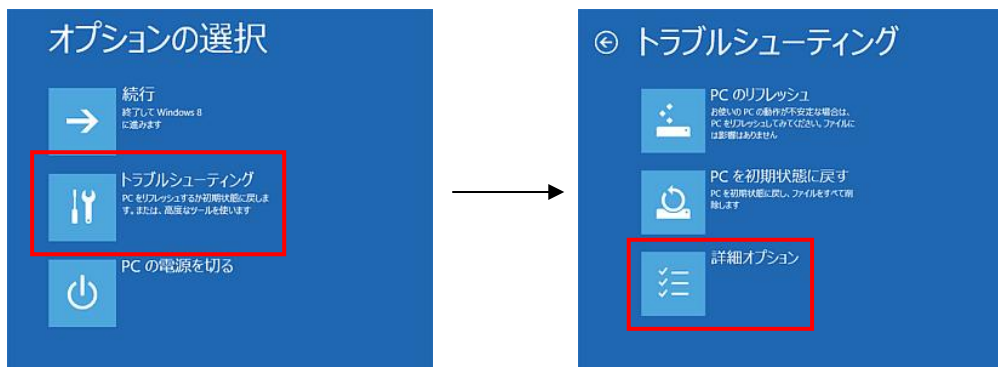 オプションの選択
続行
終了して Windows 8
に進みます
トラブルシューティング
PC をリフレッシュするか初期状態に戻しま
す。または、高度なツールを使います
PC の電源を切る
トラブルシューティング
PC のリフレッシュ
お使いの PC の動作が不安定な場合は、
PC をリフレッシュしてみてください。ファイルに
は影響はありません
PC を初期状態に戻す
PC を初期状態に戻し、ファイルをすべて削
除します
詳細オプション